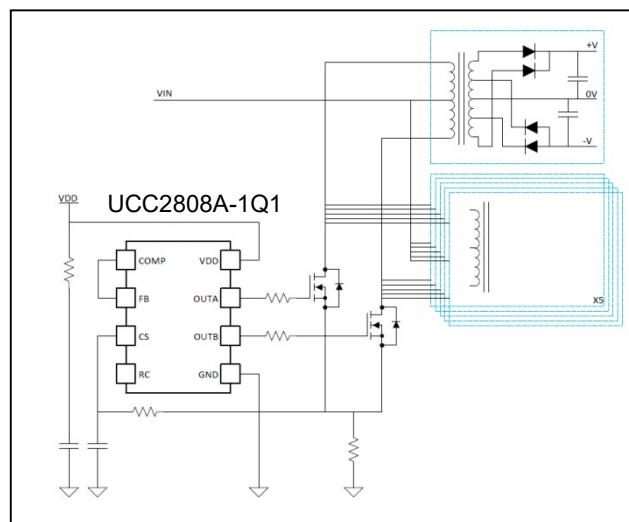 +V
VIN
0V
-V
VDD
UCC2808A-1Q1
COMP
VDD
FB
OUTA
CS
OUTB
RC
GND
X5